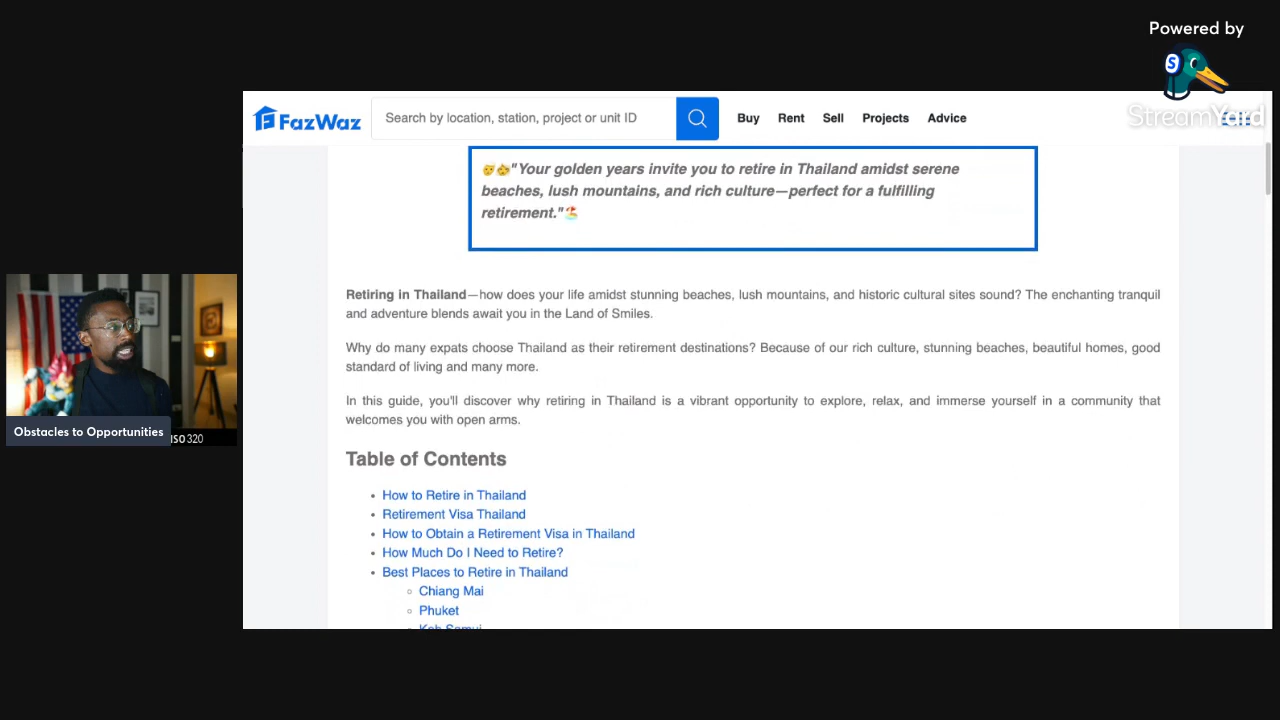 Powered by
S
StreamYard
FazWaz
Search by location, station, project or unit ID
Buy
Rent
Sell
Projects
Advice
"Your golden years invite you to retire in Thailand amidst serene
beaches, lush mountains, and rich culture—perfect for a fulfilling
retirement."
Retiring in Thailand—how does your life amidst stunning beaches, lush mountains, and historic cultural sites sound? The enchanting tranquil
and adventure blends await you in the Land of Smiles.
Why do many expats choose Thailand as their retirement destinations? Because of our rich culture, stunning beaches, beautiful homes, good
standard of living and many more.
In this guide, you'll discover why retiring in Thailand is a vibrant opportunity to explore, relax, and immerse yourself in a community that
welcomes you with open arms.
Table of Contents
How to Retire in Thailand
Retirement Visa Thailand
How to Obtain a Retirement Visa in Thailand
How Much Do I Need to Retire?
Best Places to Retire in Thailand
Chiang Mai
Phuket
Koh Samui
Obstacles to Opportunities
ISO 320